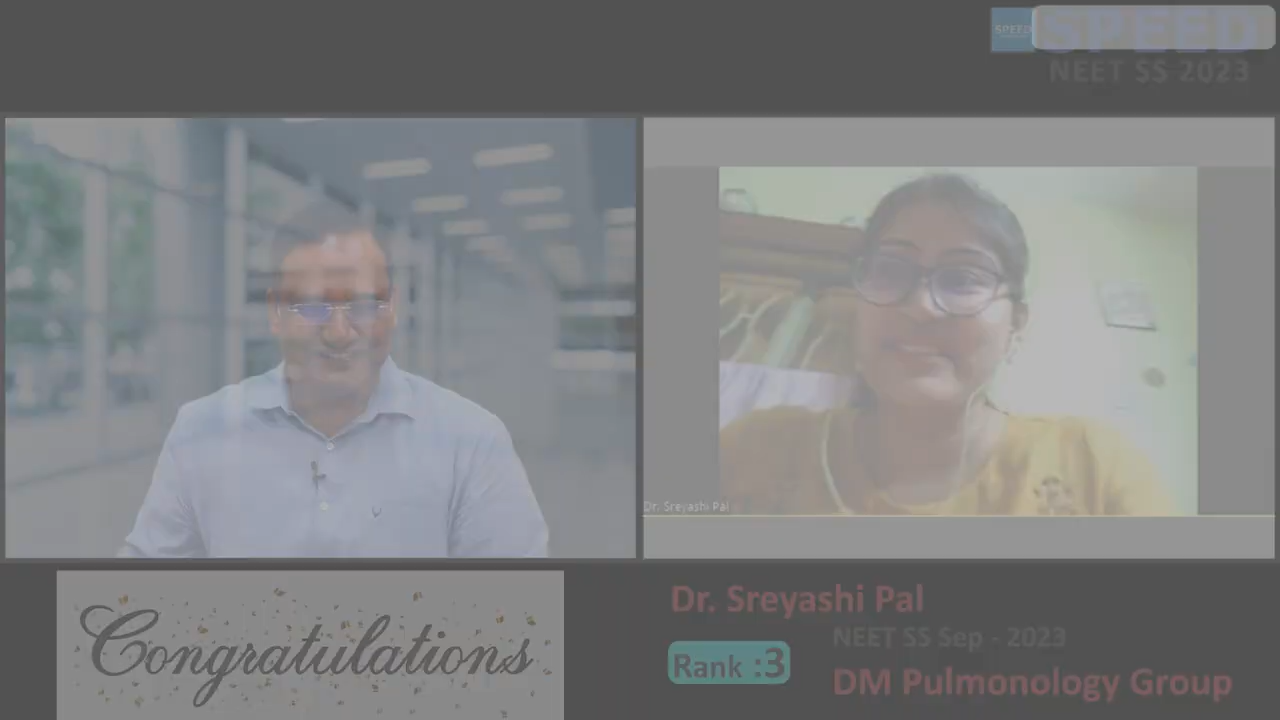 SPEED
SPEED
NEET SS 2023
Dr. Sreyashi Pal
Congratulations
Dr. Sreyashi Pal
NEET SS Sep - 2023
Rank :3
DM Pulmonology Group